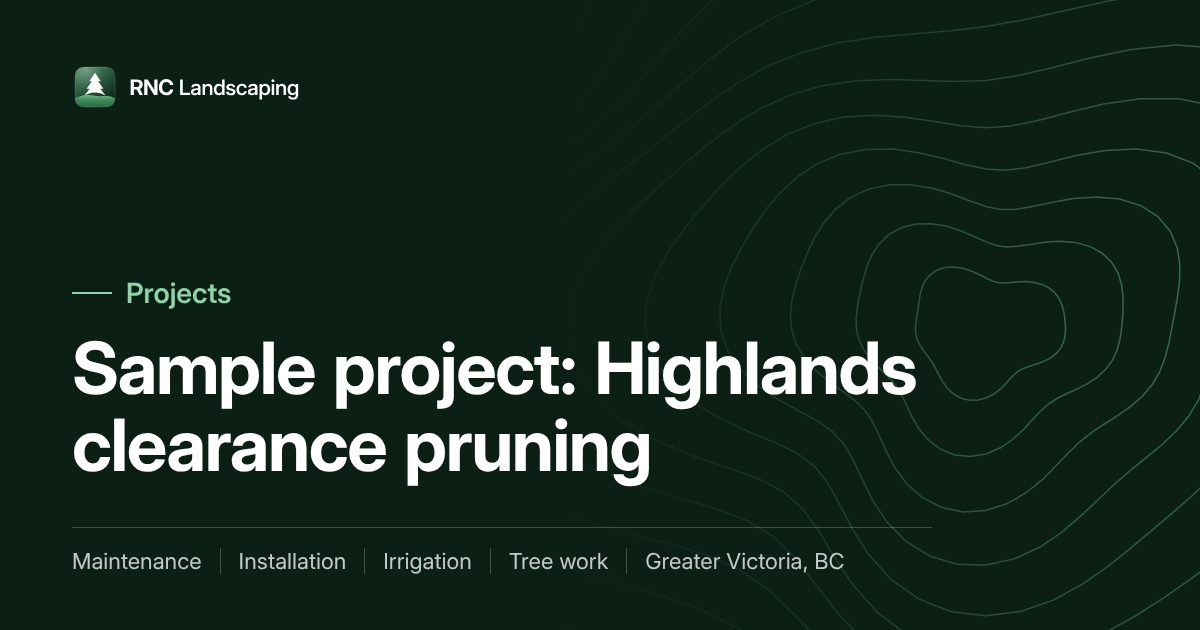 RNC Landscaping
Projects
Sample project: Highlands
clearance pruning
Maintenance
Installation
Irrigation
Tree work
Greater Victoria, BC